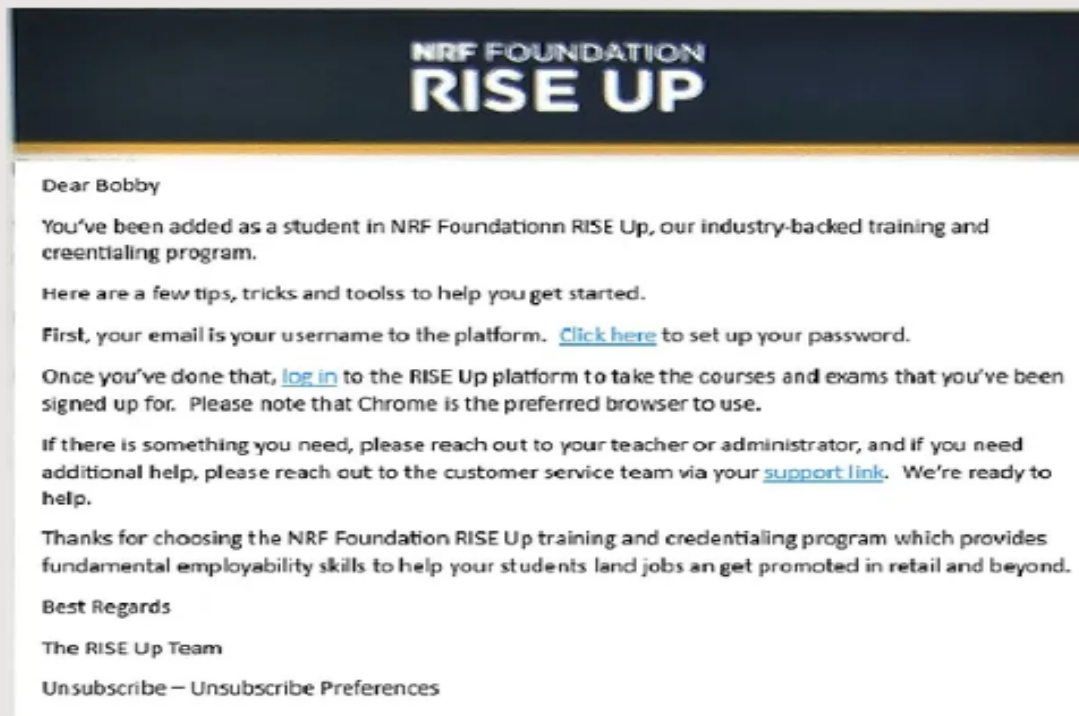 NRF FOUNDATION
RISE UP
Dear Bobby
You've been added as a student in NRF Foundationn RISE Up, our industry-backed training and
creentialing program.
Here are a few tips, tricks and toolss to help you get started.
First, your email is your username to the platform. Click here to set up your password.
Once you've done that, log in to the RISE Up platform to take the courses and exams that you've been
signed up for. Please note that Chrome is the preferred browser to use.
If there is something you need, please reach out to your teacher or administrator, and if you need
additional help, please reach out to the customer service team via your support link. We're ready to
help.
Thanks for choosing the NRF Foundation RISE Up training and credentialing program which provides
fundamental employability skills to help your students land jobs an get promoted in retail and beyond.
Best Regards
The RISE Up Team
Unsubscribe – Unsubscribe Preferences